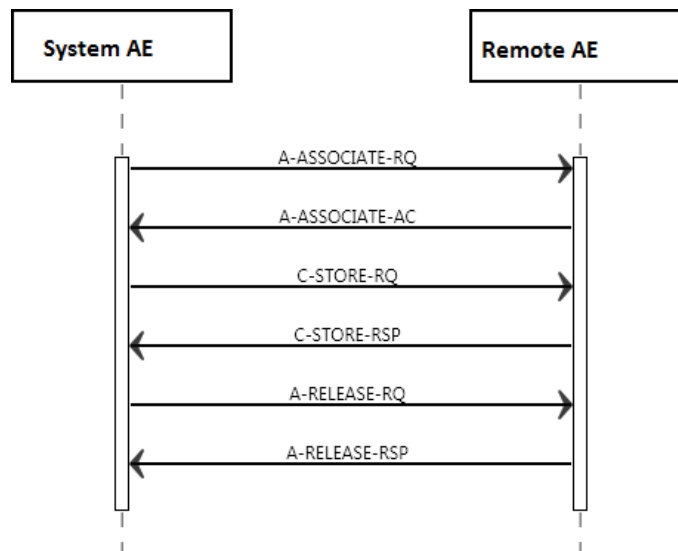 System AE
Remote AE
A-ASSOCIATE-RQ
A-ASSOCIATE-AC
C-STORE-RQ
C-STORE-RSP
A-RELEASE-RQ
A-RELEASE-RSP